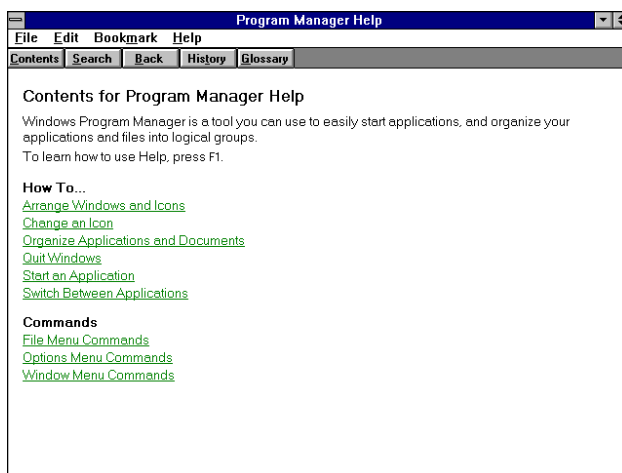 Program Manager Help
File Edit Bookmark Help
Contents Search Back History Glossary
Contents for Program Manager Help
Windows Program Manager is a tool you can use to easily start applications, and organize your
applications and files into logical groups.
To learn how to use Help, press F1.
How To...
Arrange Windows and Icons
Change an Icon
Organize Applications and Documents
Quit Windows
Start an Application
Switch Between Applications
Commands
File Menu Commands
Options Menu Commands
Window Menu Commands